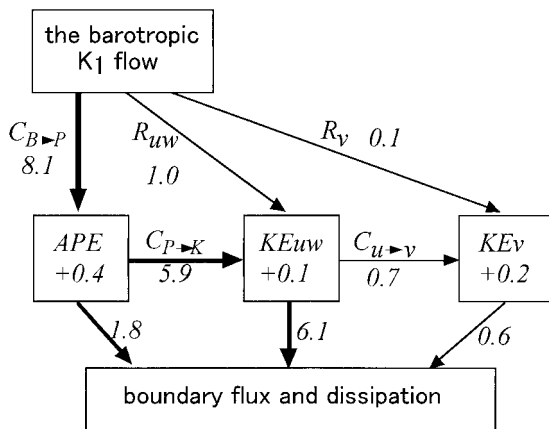 the barotropic
K1 flow
CB→P
8.1
Ruw
1.0
Rv 0.1
APE
+0.4
CP→K
5.9
KEuw
+0.1
Cu→v
0.7
KEv
+0.2
1.8
6.1
0.6
boundary flux and dissipation